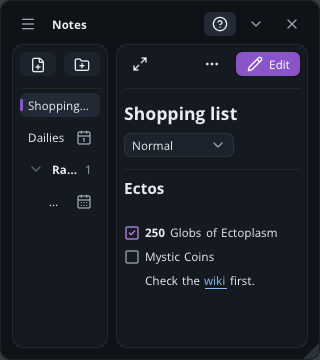 Notes
Shopping...
Dailies
Ra... 1
...
Edit
Shopping list
Normal
Ectos
250 Globs of Ectoplasm
Mystic Coins
Check the wiki first.